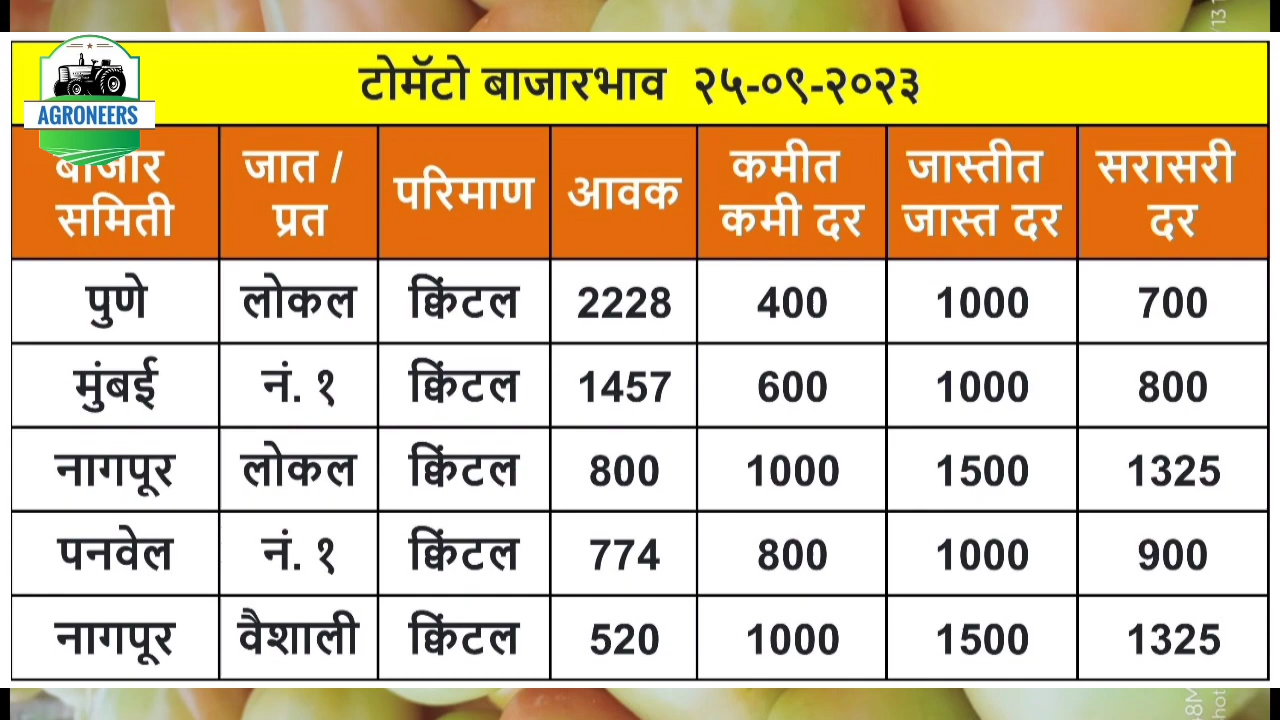 /13 1
AGRONEERS
टोमॅटो बाजारभाव २५-०९-२०२३
बाजार समिती जात / प्रत परिमाण आवक कमीत कमी दर जास्तीत जास्त दर सरासरी दर
पुणे लोकल क्विंटल 2228 400 1000 700
मुंबई नं. १ क्विंटल 1457 600 1000 800
नागपूर लोकल क्विंटल 800 1000 1500 1325
पनवेल नं. १ क्विंटल 774 800 1000 900
नागपूर वैशाली क्विंटल 520 1000 1500 1325